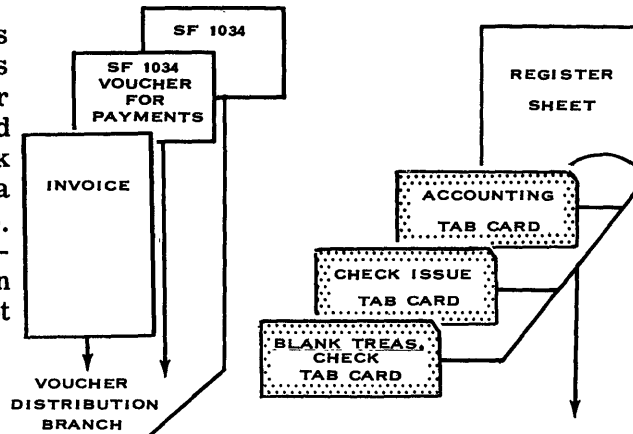 s
s
r
d
k
a
.
–
n
t
SF 1034
SF 1034
VOUCHER
FOR
PAYMENTS
INVOICE
VOUCHER
DISTRIBUTION
BRANCH
REGISTER
SHEET
ACCOUNTING
TAB CARD
CHECK ISSUE
TAB CARD
BLANK TREAS.
CHECK
TAB CARD